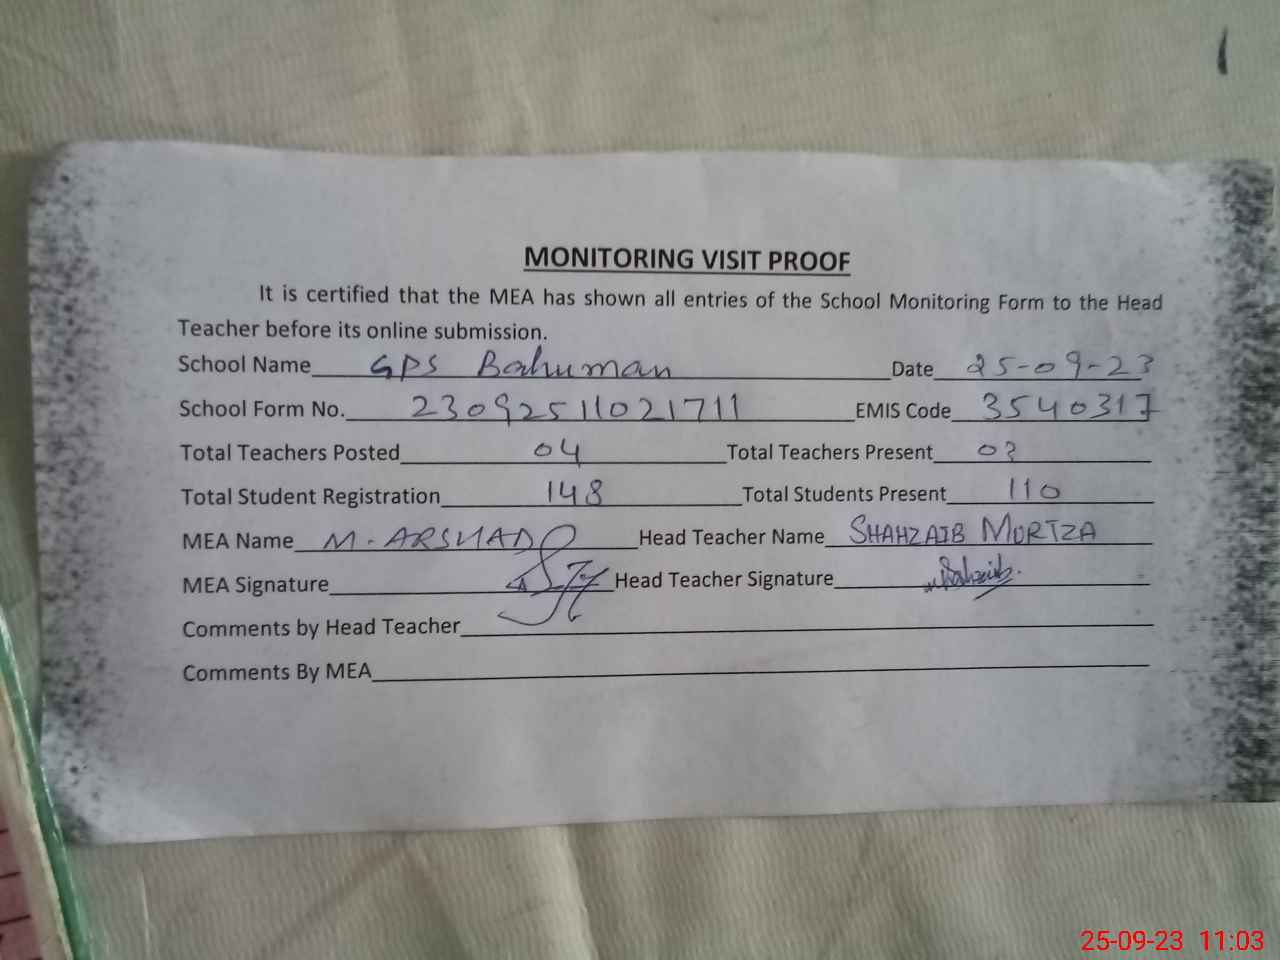 1
MONITORING VISIT PROOF
It is certified that the MEA has shown all entries of the School Monitoring Form to the Head
Teacher before its online submission.
School Name GPS Bahuman Date 25-09-23
School Form No. 23092511021711 EMIS Code 3540317
Total Teachers Posted 04 Total Teachers Present 03
Total Student Registration 148 Total Students Present 110
MEA Name M. ARSHAD Head Teacher Name SHAHZAIB MURTZA
MEA Signature Head Teacher Signature Shahzaib.
Comments by Head Teacher
Comments By MEA
25-09-23 11:03